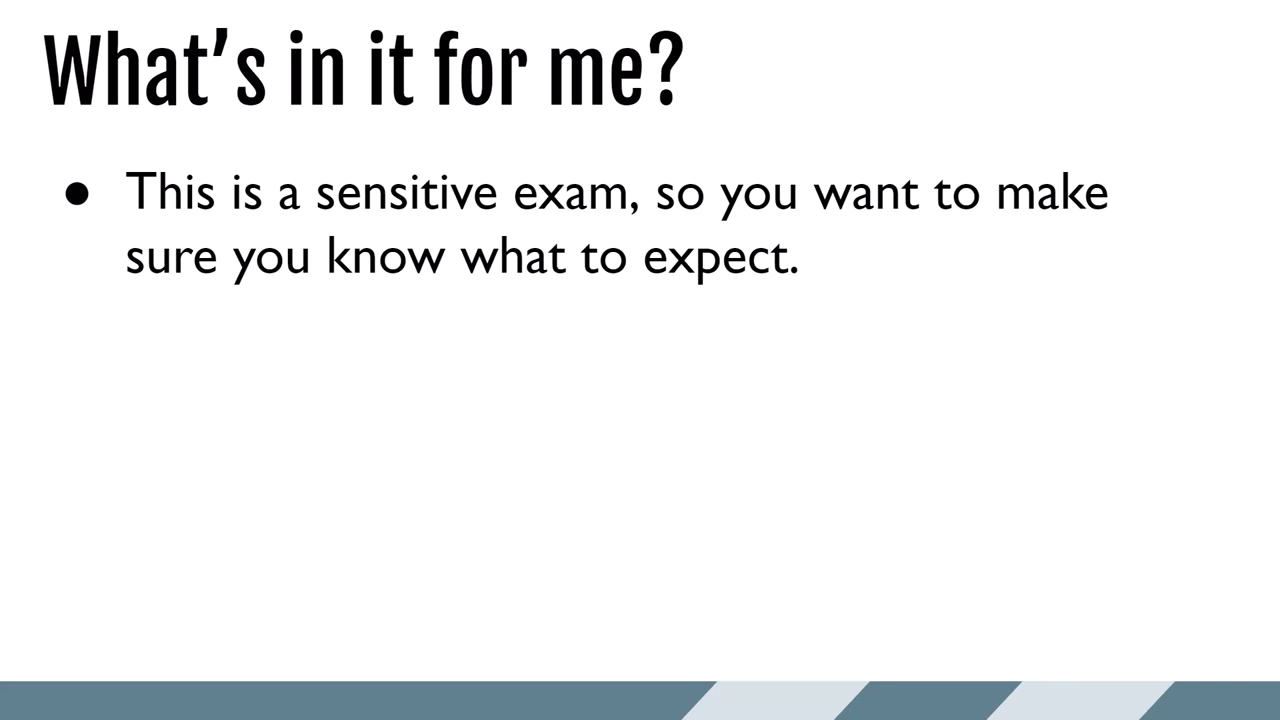 What’s in it for me?
● This is a sensitive exam, so you want to make
sure you know what to expect.